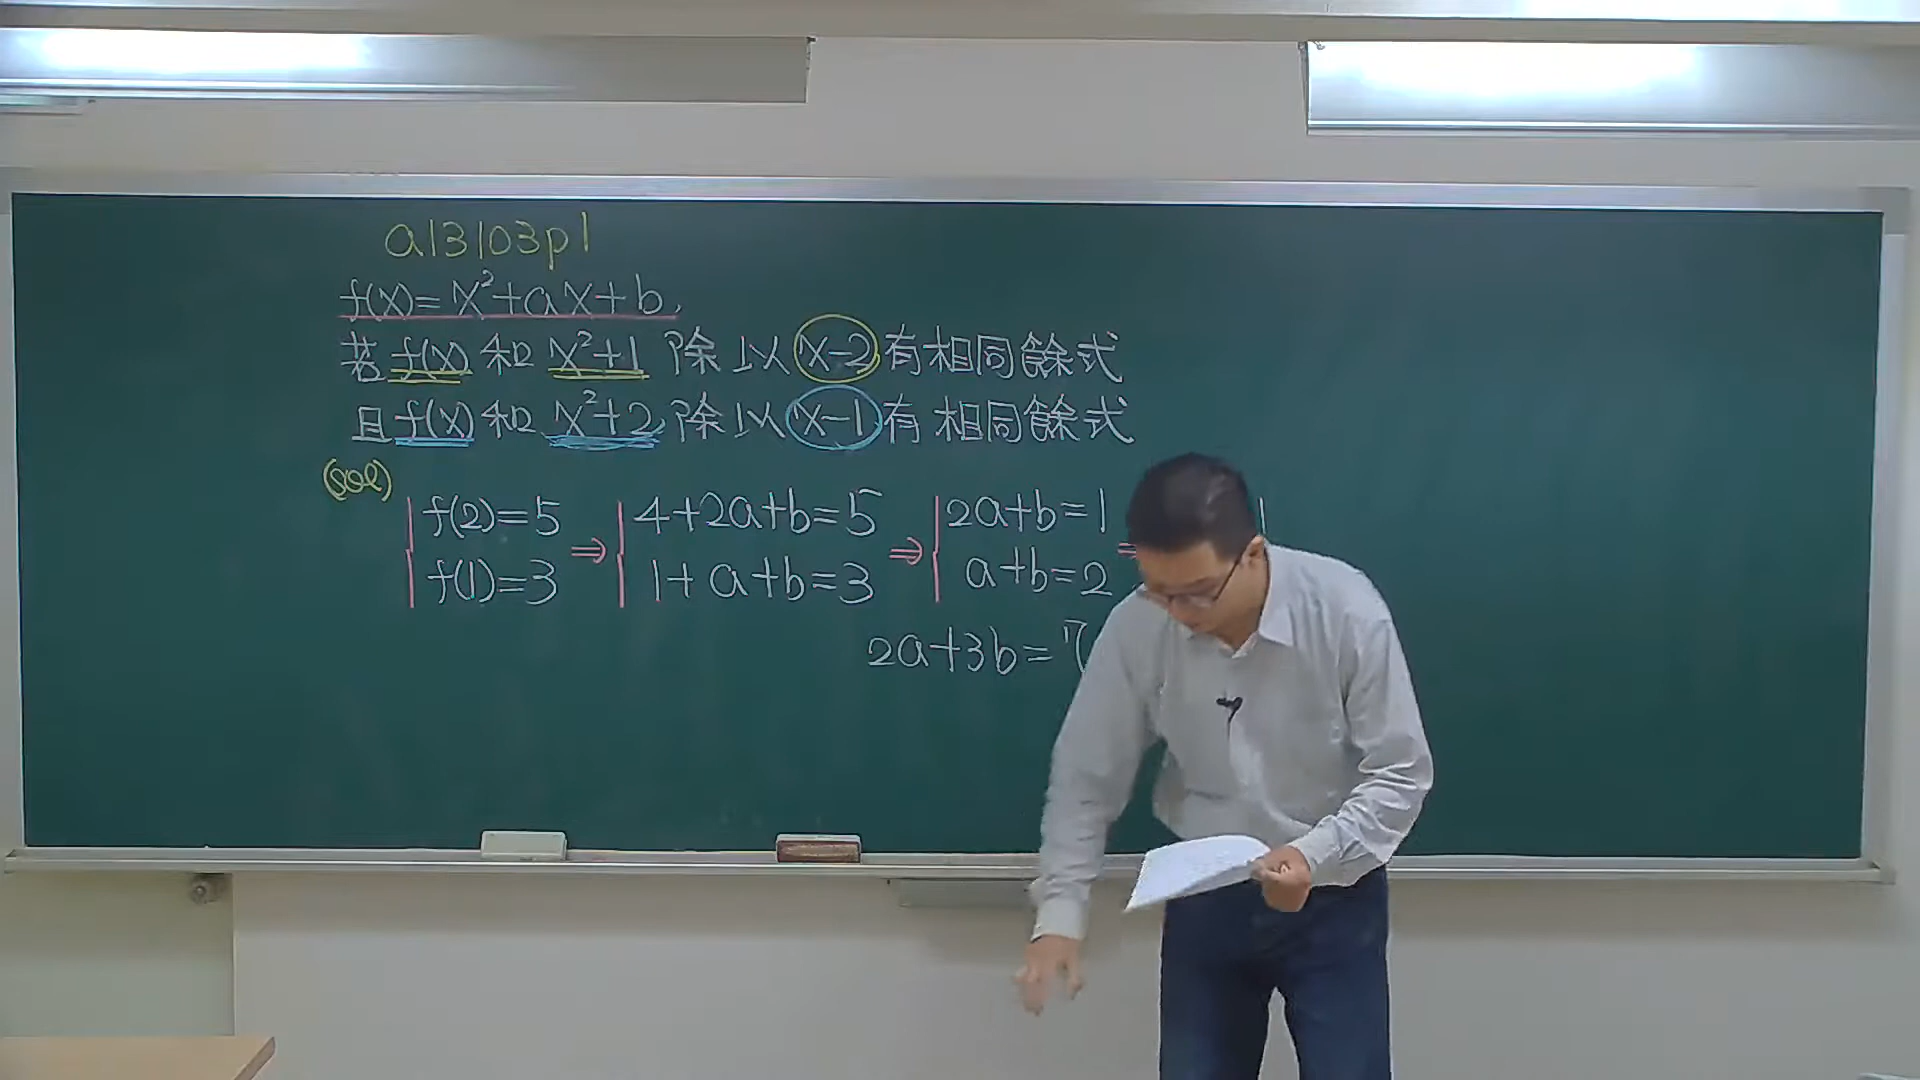 a13103p1
f(x)=x²+ax+b,
若f(x)和x²+1除以x-2有相同餘式
且f(x)和x²+2除以x-1有相同餘式
(sol)
f(2)=5 ⇒ 4+2a+b=5 ⇒ 2a+b=1 ⇒
f(1)=3 1+a+b=3 a+b=2
2a+3b=7